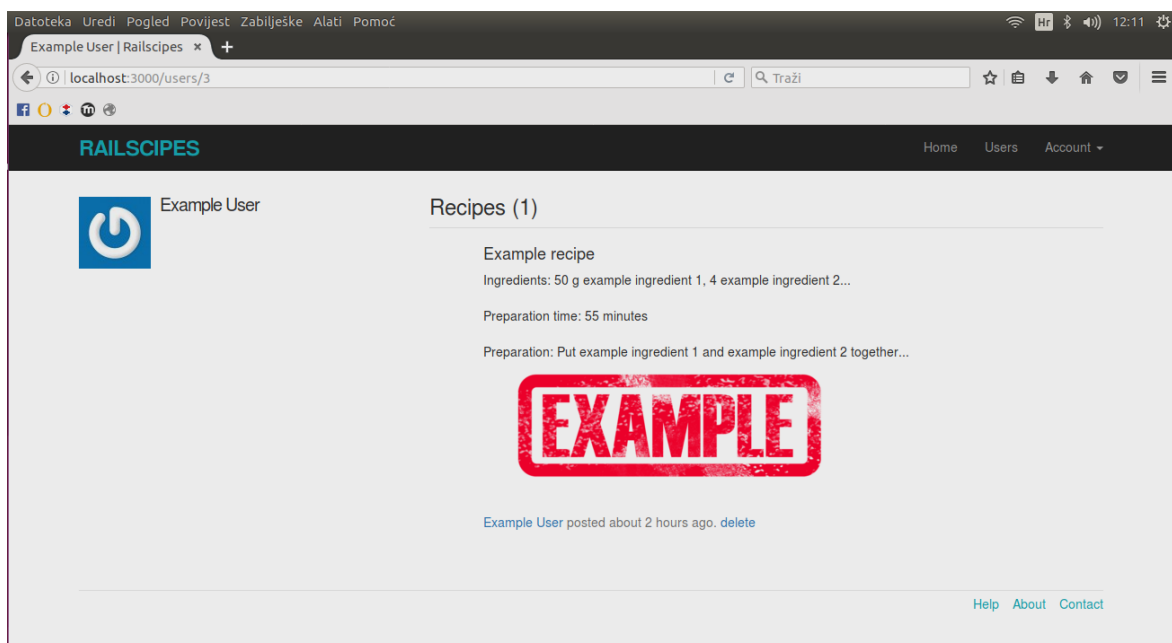 Datoteka Uredi Pogled Povijest Zabilješke Alati Pomoć
Hr 12:11
Example User | Railscipes × +
localhost:3000/users/3
Traži
RAILSCIPES
Home Users Account
Example User
Recipes (1)
Example recipe
Ingredients: 50 g example ingredient 1, 4 example ingredient 2...
Preparation time: 55 minutes
Preparation: Put example ingredient 1 and example ingredient 2 together...
EXAMPLE
Example User posted about 2 hours ago. delete
Help About Contact